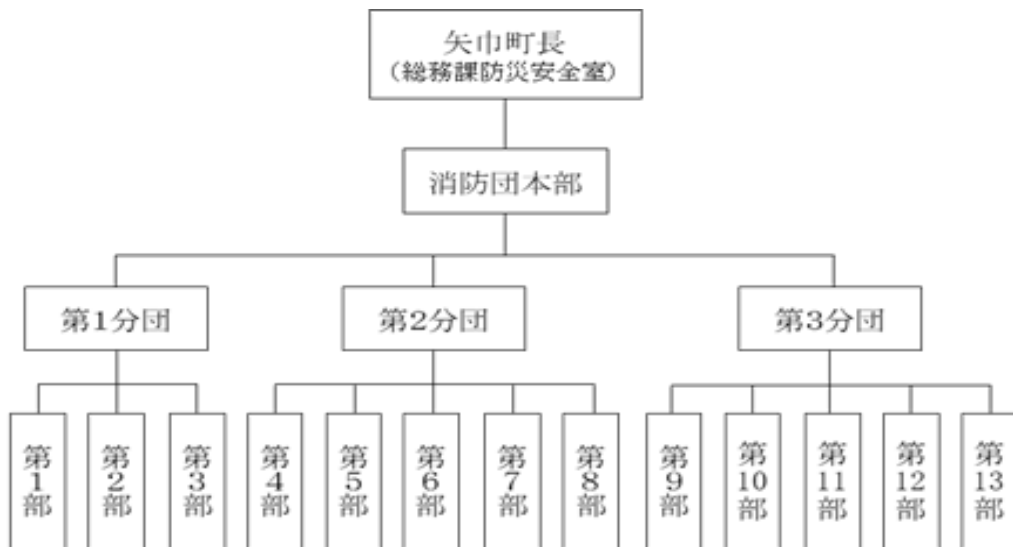 矢巾町長
（総務課防災安全室）
消防団本部
第1分団
第2分団
第3分団
第1部
第2部
第3部
第4部
第5部
第6部
第7部
第8部
第9部
第10部
第11部
第12部
第13部